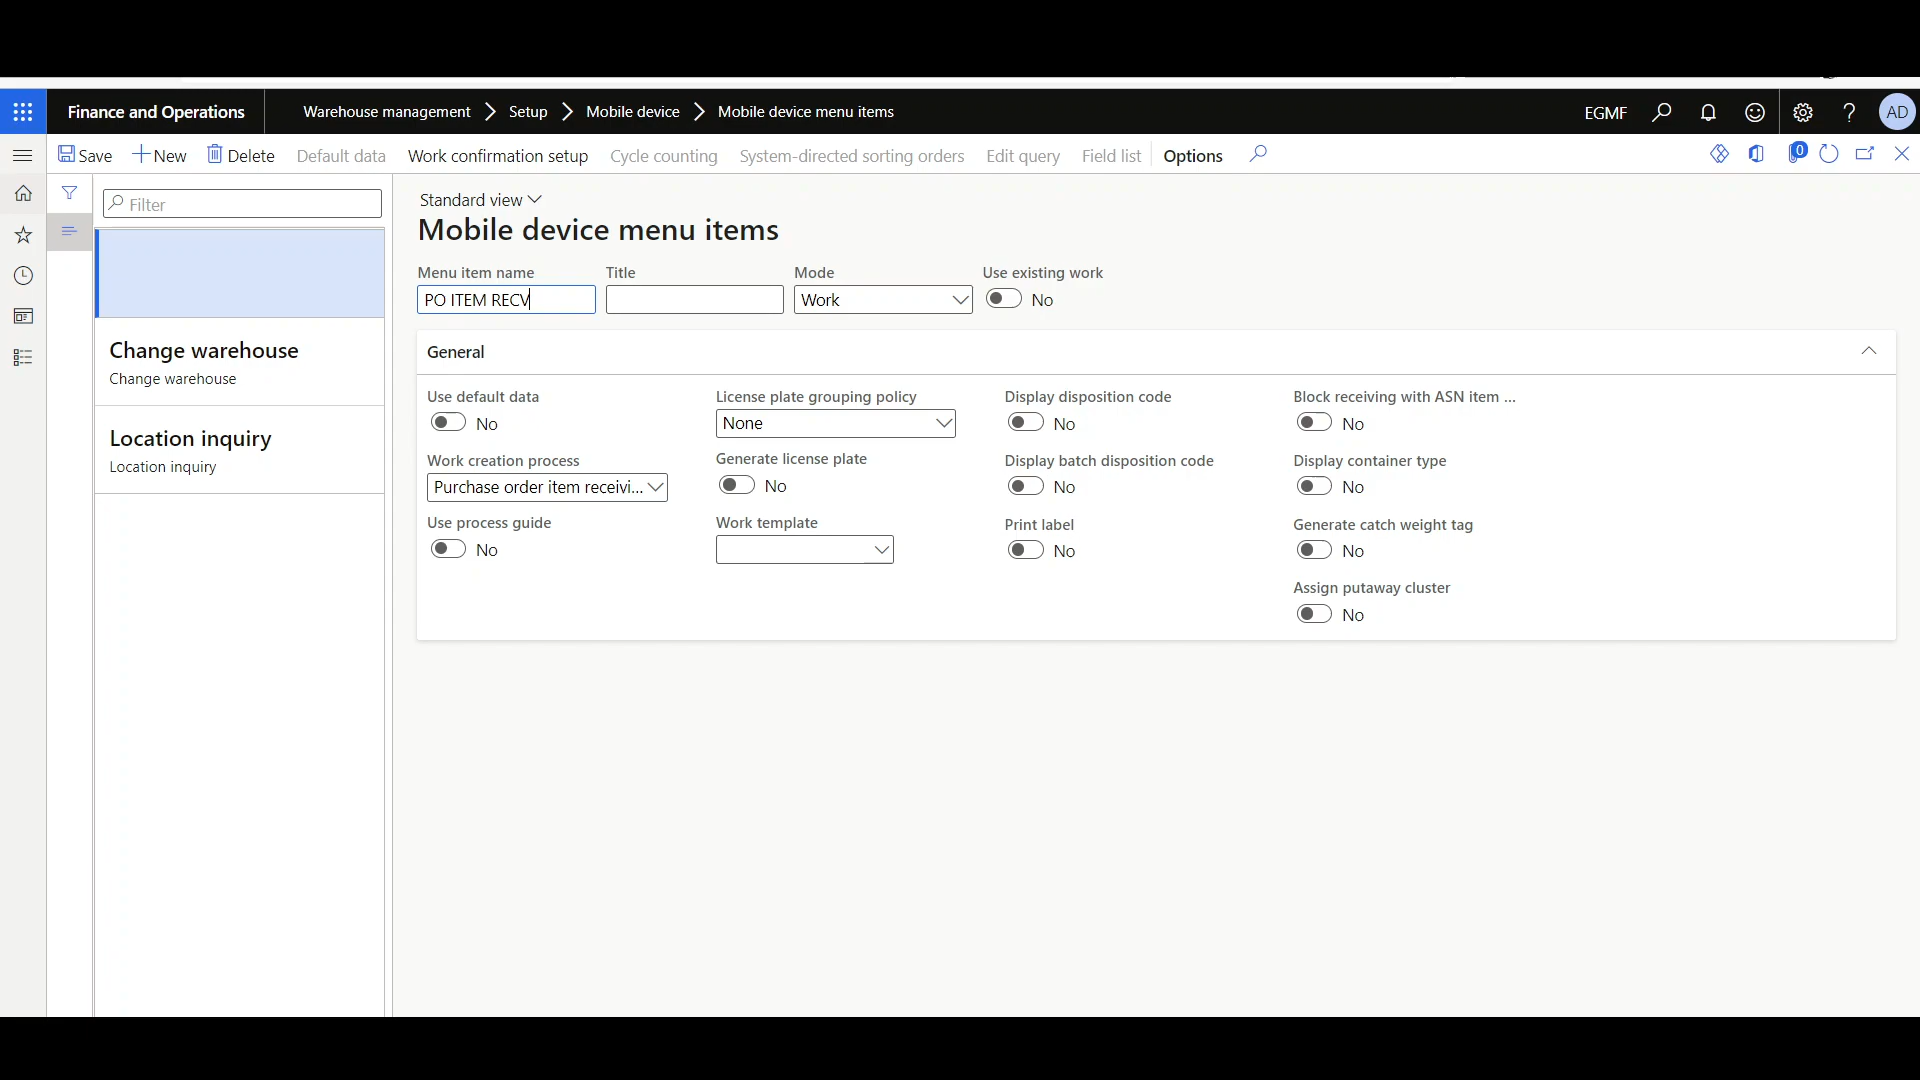 Finance and Operations
Warehouse management
Setup
Mobile device
Mobile device menu items
EGMF
AD
Save
New
Delete
Default data
Work confirmation setup
Cycle counting
System-directed sorting orders
Edit query
Field list
Options
0
Filter
Change warehouse
Change warehouse
Location inquiry
Location inquiry
Standard view
Mobile device menu items
Menu item name
Title
Mode
Use existing work
PO ITEM RECV
Work
No
General
Use default data
No
Work creation process
Purchase order item receivi...
Use process guide
No
License plate grouping policy
None
Generate license plate
No
Work template
Display disposition code
No
Display batch disposition code
No
Print label
No
Block receiving with ASN item ...
No
Display container type
No
Generate catch weight tag
No
Assign putaway cluster
No